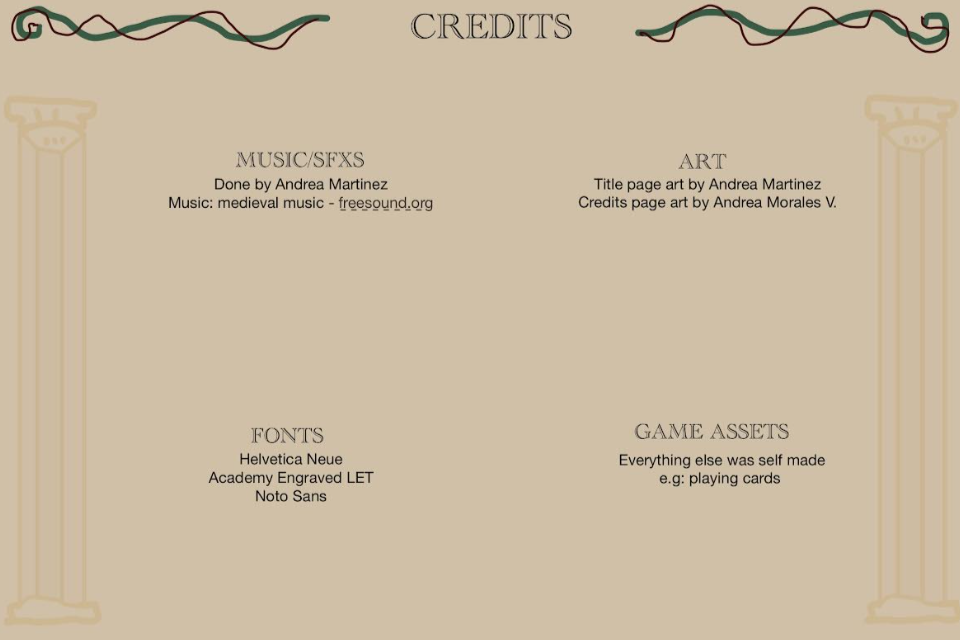 CREDITS
MUSIC/SFXS
Done by Andrea Martinez
Music: medieval music - freesound.org
ART
Title page art by Andrea Martinez
Credits page art by Andrea Morales V.
FONTS
Helvetica Neue
Academy Engraved LET
Noto Sans
GAME ASSETS
Everything else was self made
e.g: playing cards